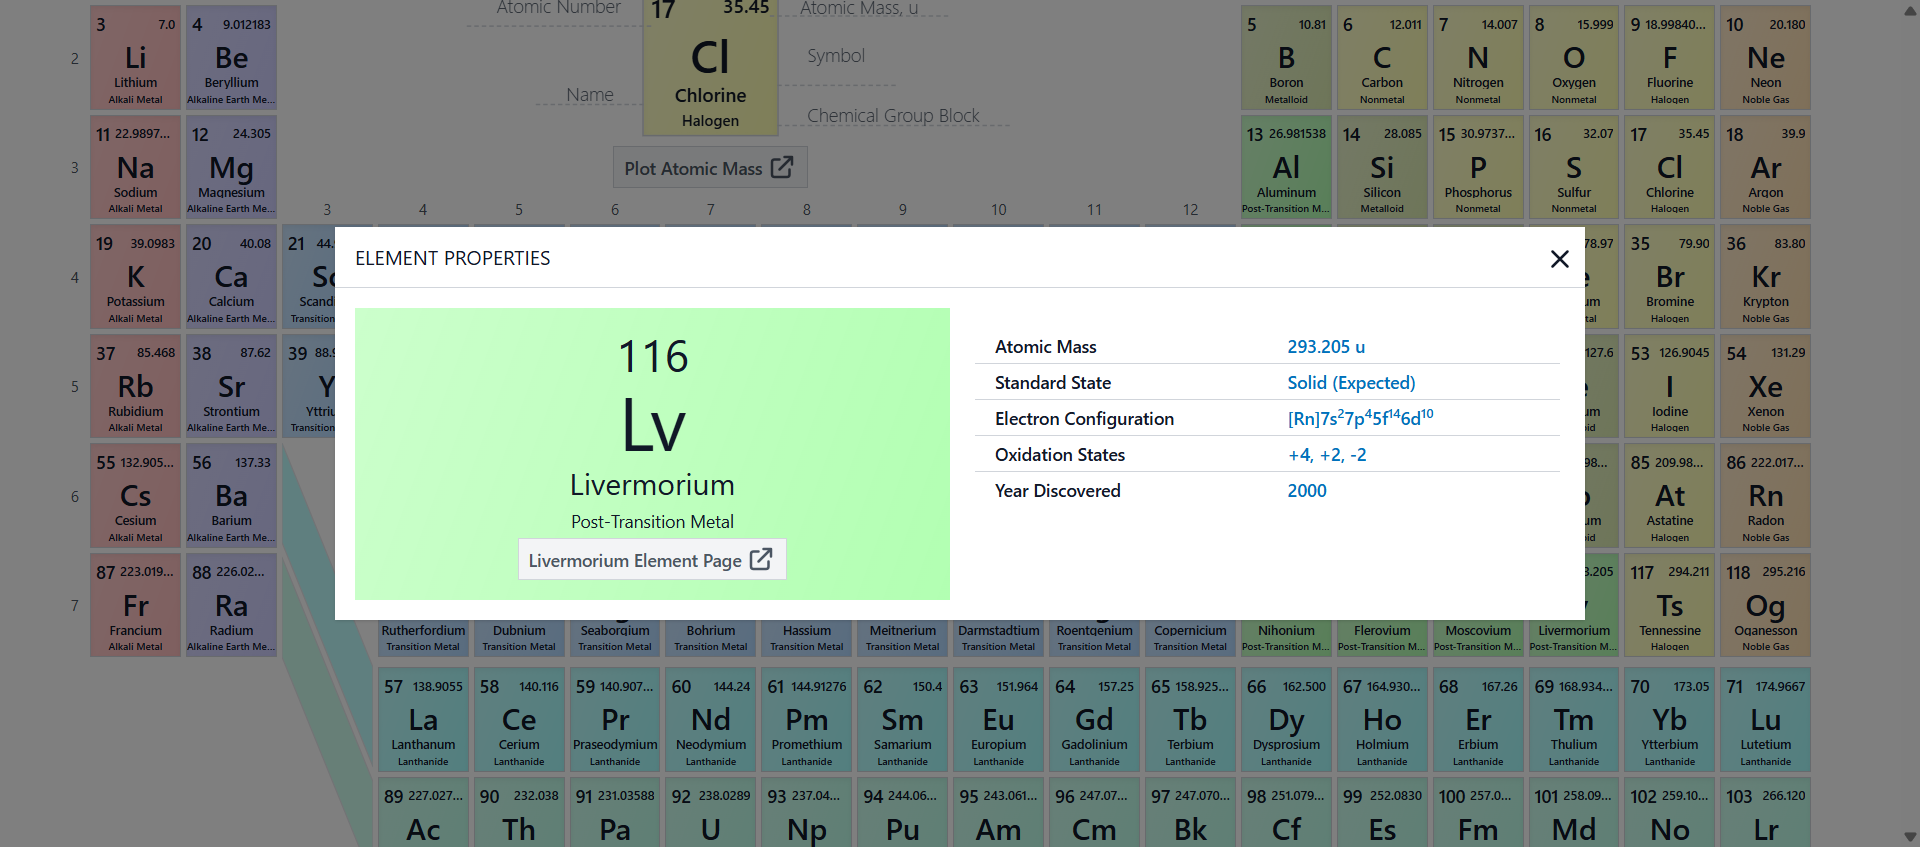 Atomic Number
17 35.45
Atomic Mass, u
Cl
Symbol
Name
Chlorine
Halogen
Chemical Group Block
Plot Atomic Mass
2
3 7.0
Li
Lithium
Alkali Metal
4 9.012183
Be
Beryllium
Alkaline Earth Me...
5 10.81
B
Boron
Metalloid
6 12.011
C
Carbon
Nonmetal
7 14.007
N
Nitrogen
Nonmetal
8 15.999
O
Oxygen
Nonmetal
9 18.99840...
F
Fluorine
Halogen
10 20.180
Ne
Neon
Noble Gas
3
11 22.9897...
Na
Sodium
Alkali Metal
12 24.305
Mg
Magnesium
Alkaline Earth Me...
13 26.981538
Al
Aluminum
Post-Transition M...
14 28.085
Si
Silicon
Metalloid
15 30.9737...
P
Phosphorus
Nonmetal
16 32.07
S
Sulfur
Nonmetal
17 35.45
Cl
Chlorine
Halogen
18 39.9
Ar
Argon
Noble Gas
3 4 5 6 7 8 9 10 11 12
4
19 39.0983
K
Potassium
Alkali Metal
20 40.08
Ca
Calcium
Alkaline Earth Me...
21 44.
35 79.90
Br
Bromine
Halogen
36 83.80
Kr
Krypton
Noble Gas
5
37 85.468
Rb
Rubidium
Alkali Metal
38 87.62
Sr
Strontium
Alkaline Earth Me...
39 88.9
Y
53 126.9045
I
Iodine
Halogen
54 131.29
Xe
Xenon
Noble Gas
6
55 132.905...
Cs
Cesium
Alkali Metal
56 137.33
Ba
Barium
Alkaline Earth Me...
85 209.98...
At
Astatine
Halogen
86 222.017...
Rn
Radon
Noble Gas
7
87 223.019...
Fr
Francium
Alkali Metal
88 226.02...
Ra
Radium
Alkaline Earth Me...
117 294.211
Ts
Tennessine
Halogen
118 295.216
Og
Oganesson
Noble Gas
ELEMENT PROPERTIES
116
Lv
Livermorium
Post-Transition Metal
Livermorium Element Page
Atomic Mass 293.205 u
Standard State Solid (Expected)
Electron Configuration [Rn]7s²7p⁴5f¹⁴6d¹⁰
Oxidation States +4, +2, -2
Year Discovered 2000
Rutherfordium
Transition Metal
Dubnium
Transition Metal
Seaborgium
Transition Metal
Bohrium
Transition Metal
Hassium
Transition Metal
Meitnerium
Transition Metal
Darmstadtium
Transition Metal
Roentgenium
Transition Metal
Copernicium
Transition Metal
Nihonium
Post-Transition M...
Flerovium
Post-Transition M...
Moscovium
Post-Transition M...
Livermorium
Post-Transition M...
57 138.9055
La
Lanthanum
Lanthanide
58 140.116
Ce
Cerium
Lanthanide
59 140.907...
Pr
Praseodymium
Lanthanide
60 144.24
Nd
Neodymium
Lanthanide
61 144.91276
Pm
Promethium
Lanthanide
62 150.4
Sm
Samarium
Lanthanide
63 151.964
Eu
Europium
Lanthanide
64 157.25
Gd
Gadolinium
Lanthanide
65 158.925...
Tb
Terbium
Lanthanide
66 162.500
Dy
Dysprosium
Lanthanide
67 164.930...
Ho
Holmium
Lanthanide
68 167.26
Er
Erbium
Lanthanide
69 168.934...
Tm
Thulium
Lanthanide
70 173.05
Yb
Ytterbium
Lanthanide
71 174.9667
Lu
Lutetium
Lanthanide
89 227.027...
Ac
90 232.038
Th
91 231.03588
Pa
92 238.0289
U
93 237.04...
Np
94 244.06...
Pu
95 243.061...
Am
96 247.07...
Cm
97 247.070...
Bk
98 251.079...
Cf
99 252.0830
Es
100 257.0...
Fm
101 258.09...
Md
102 259.10...
No
103 266.120
Lr